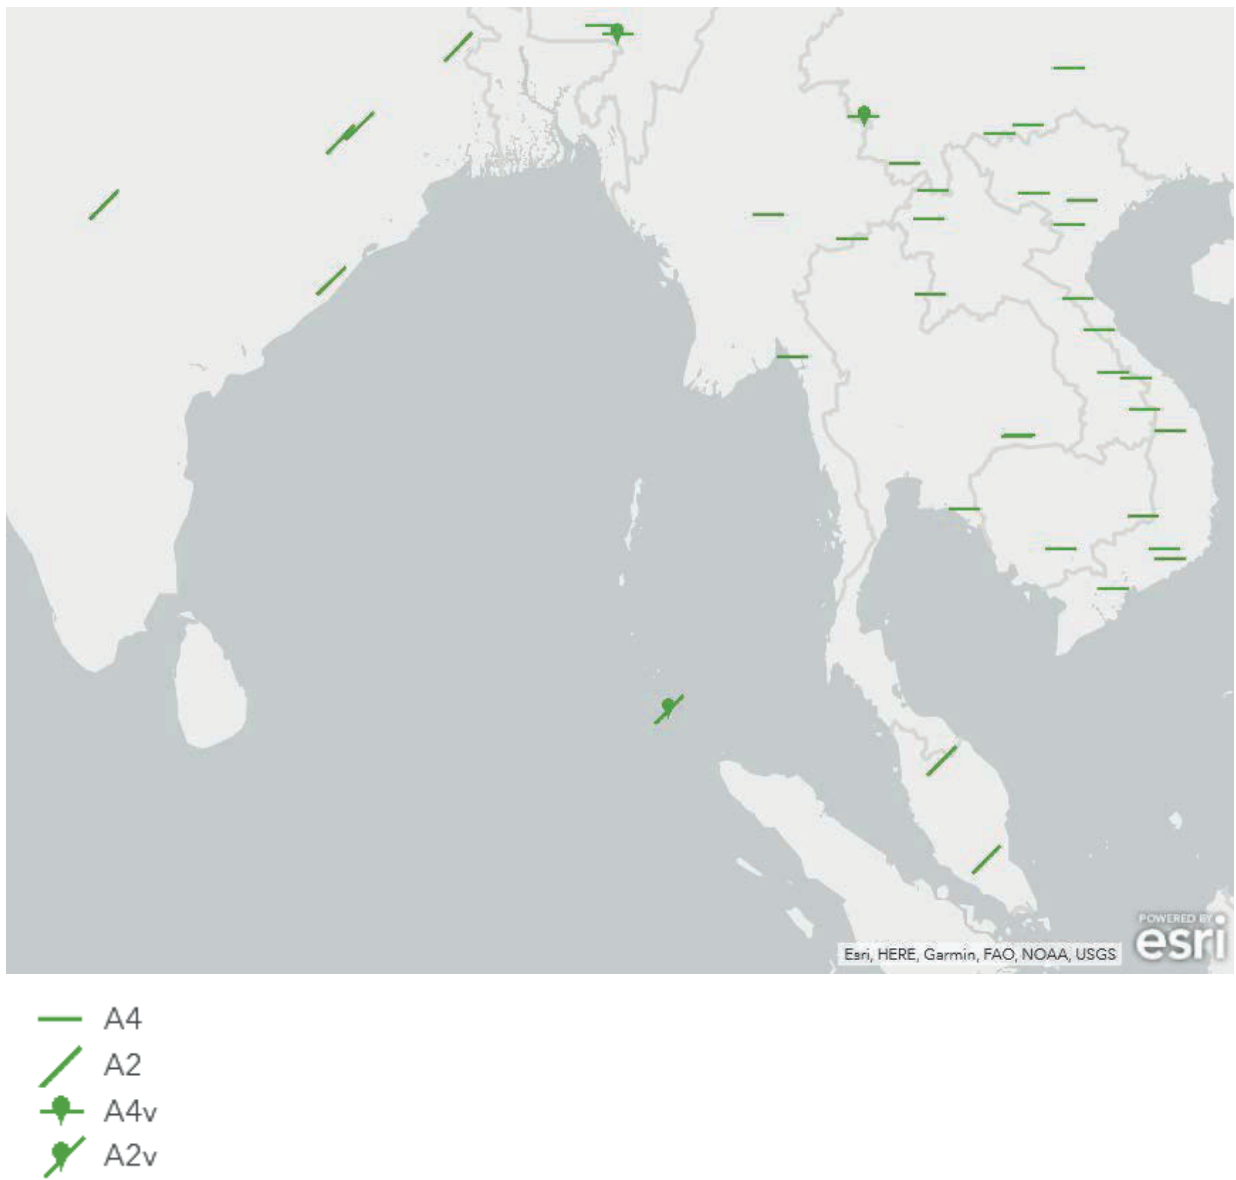 POWERED BY
esri
Esri, HERE, Garmin, FAO, NOAA, USGS
A4
A2
A4v
A2v